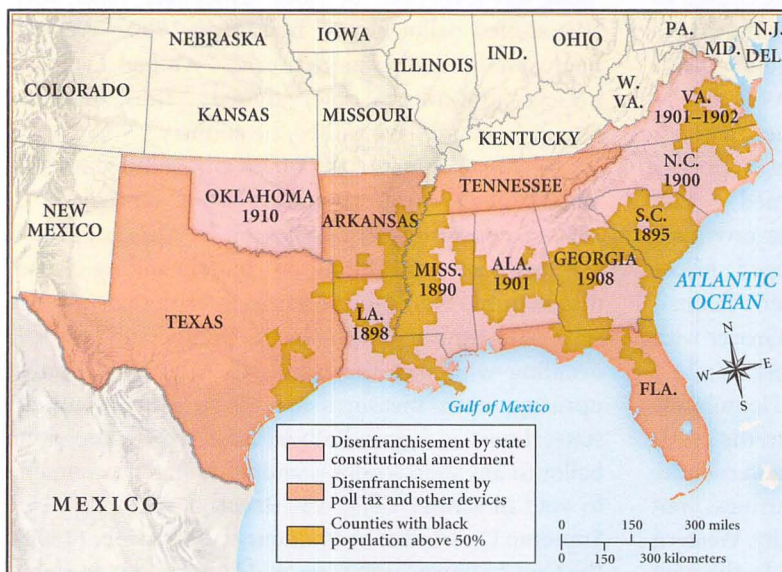 NEBRASKA
IOWA
PA.
N.J.
COLORADO
ILLINOIS
IND.
OHIO
MD.
DEL.
W.
VA.
KANSAS
MISSOURI
VA.
1901–1902
KENTUCKY
N.C.
1900
NEW
MEXICO
OKLAHOMA
1910
ARKANSAS
TENNESSEE
S.C.
1895
MISS.
1890
ALA.
1901
GEORGIA
1908
ATLANTIC
OCEAN
TEXAS
LA.
1898
N
W
E
S
FLA.
Gulf of Mexico
MEXICO
Disenfranchisement by state
constitutional amendment
Disenfranchisement by
poll tax and other devices
Counties with black
population above 50%
0 150 300 miles
0 150 300 kilometers